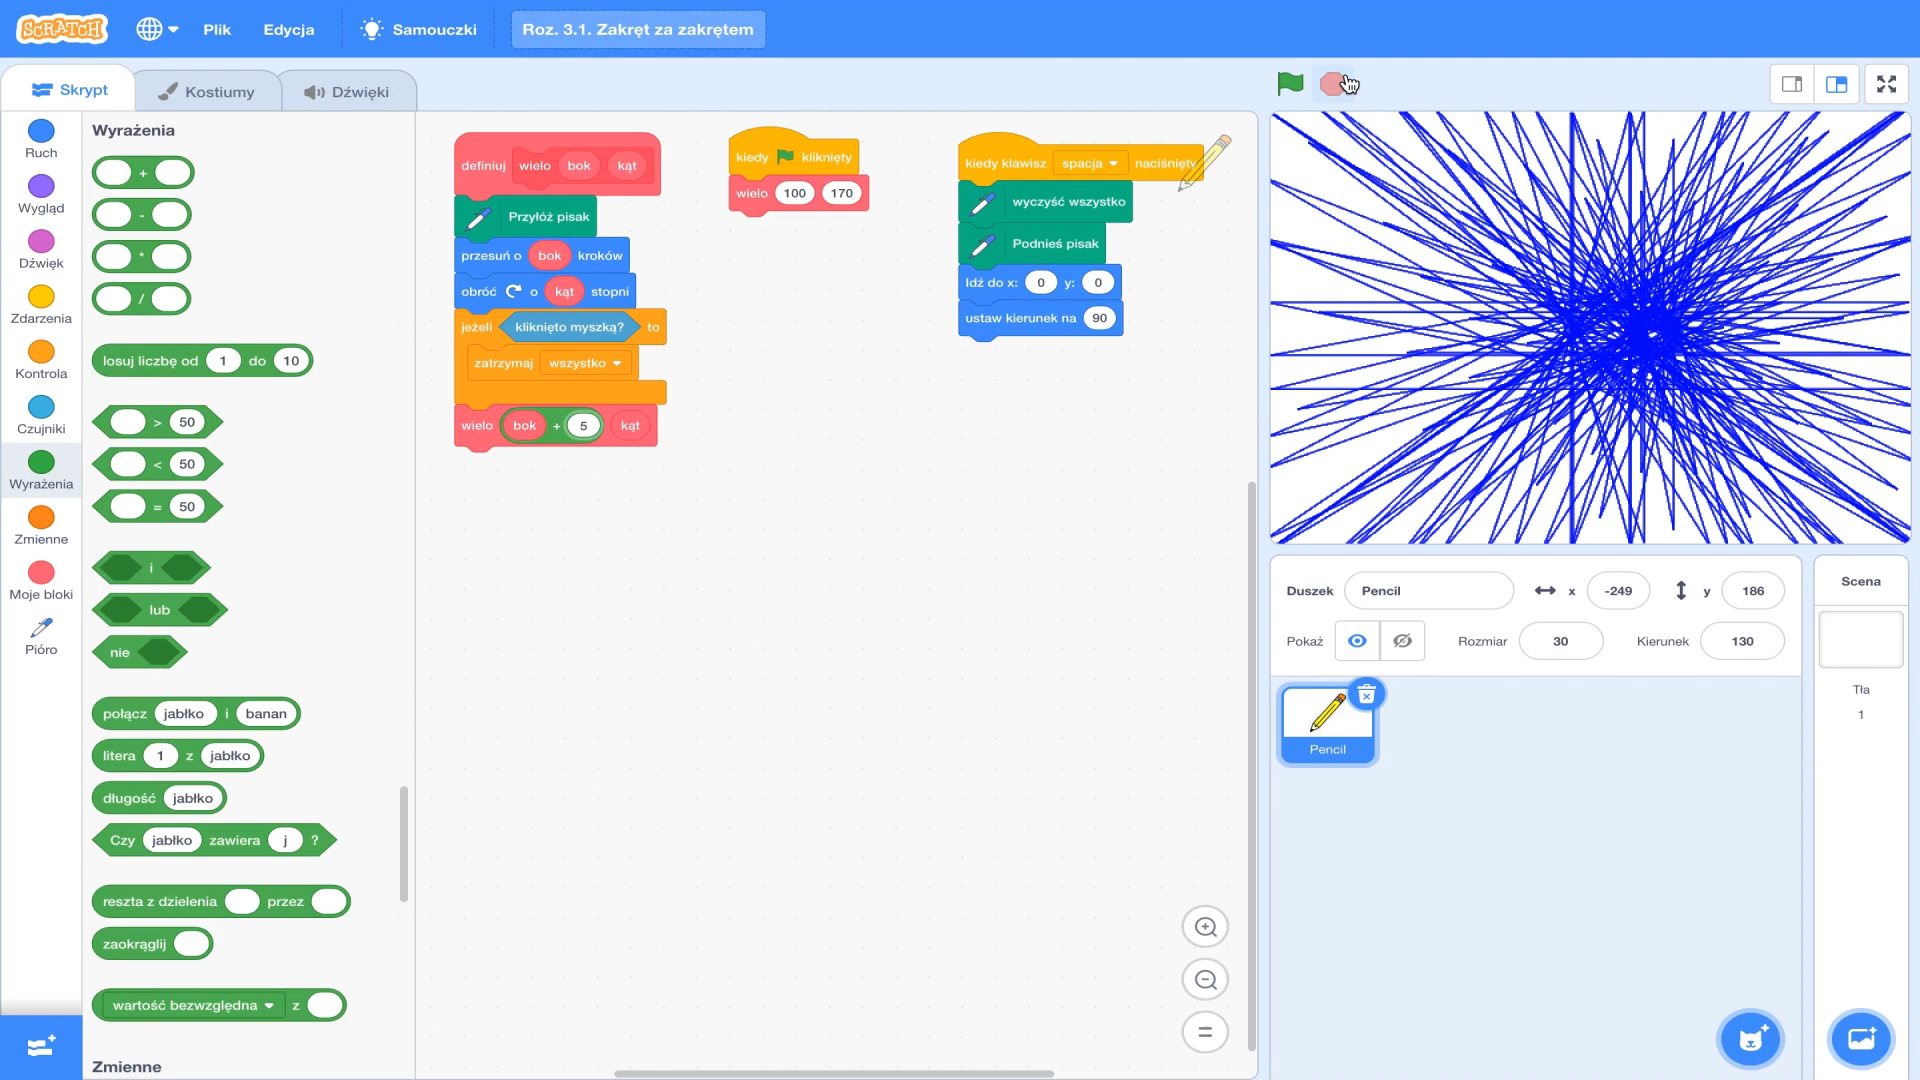 SCRATCH
Plik
Edycja
Samouczki
Roz. 3.1. Zakręt za zakrętem
Skrypt
Kostiumy
Dźwięki
Ruch
Wygląd
Dźwięk
Zdarzenia
Kontrola
Czujniki
Wyrażenia
Zmienne
Moje bloki
Pióro
Wyrażenia
+
-
*
/
losuj liczbę od 1 do 10
> 50
< 50
= 50
i
lub
nie
połącz jabłko i banan
litera 1 z jabłko
długość jabłko
Czy jabłko zawiera j ?
reszta z dzielenia przez
zaokrąglij
wartość bezwzględna z
Zmienne
definiuj wielo bok kąt
Przyłóż pisak
przesuń o bok kroków
obróć o kąt stopni
jeżeli kliknięto myszką? to
zatrzymaj wszystko
wielo bok + 5 kąt
kiedy kliknięty
wielo 100 170
kiedy klawisz spacja naciśnięty
wyczyść wszystko
Podnieś pisak
Idź do x: 0 y: 0
ustaw kierunek na 90
Duszek Pencil x -249 y 186
Pokaż Rozmiar 30 Kierunek 130
Pencil
Scena
Tła
1